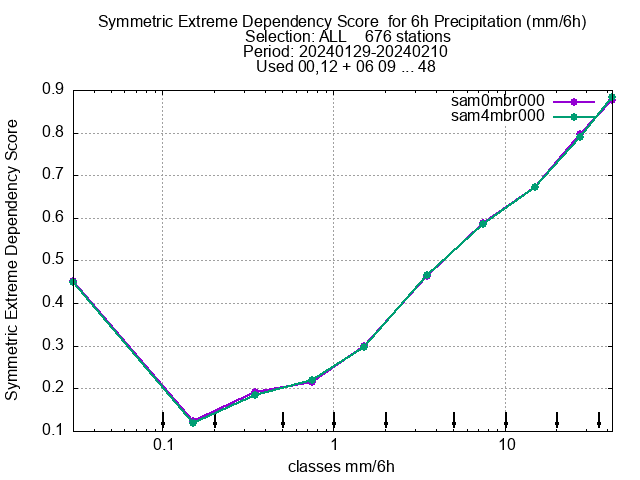 Symmetric Extreme Dependency Score  for 6h Precipitation (mm/6h)
Selection: ALL    676 stations
Period: 20240129-20240210
Used 00,12 + 06 09 ... 48
sam0mbr000
sam4mbr000
0.9
0.8
0.7
0.6
0.5
0.4
0.3
0.2
0.1
Symmetric Extreme Dependency Score
0.1 1 10
classes mm/6h